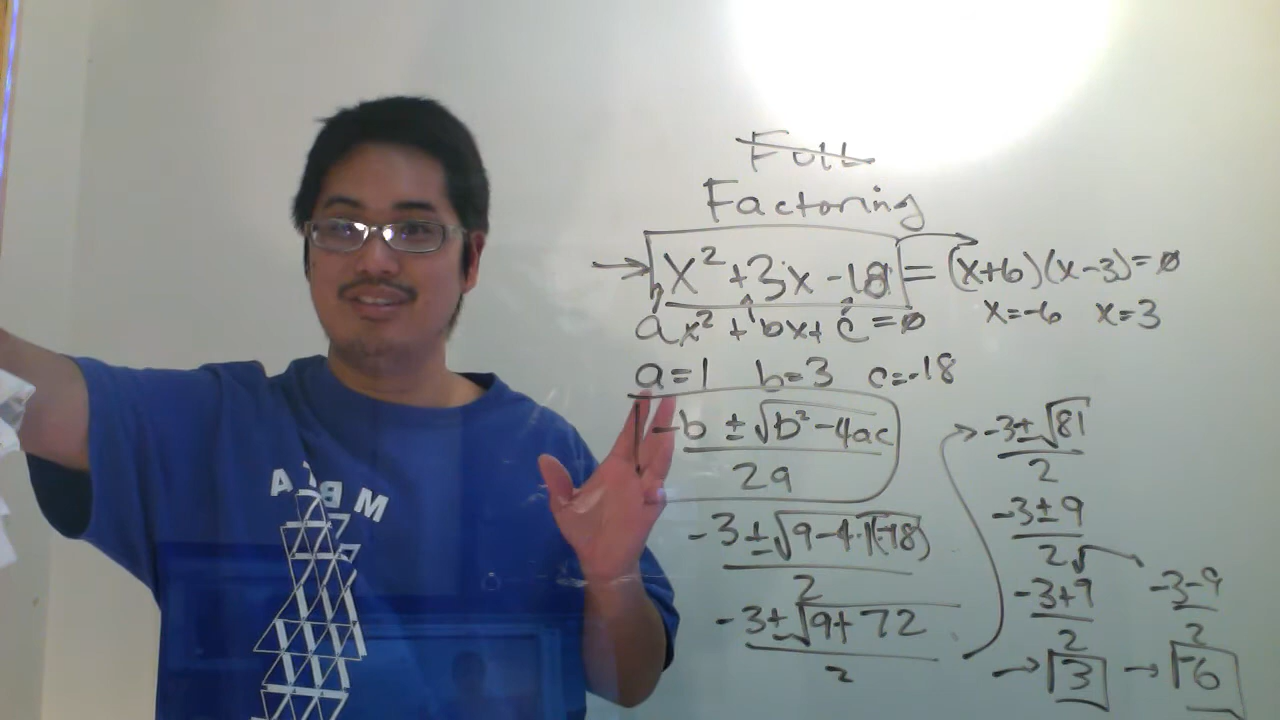 Foil
Factoring
x² + 3x - 18 = (x+6)(x-3)=0
ax² + bx + c = 0
x=-6 x=3
a=1 b=3 c=-18
-b ± √b²-4ac
2a
-3 ± √9-4·1(-18)
2
-3 ± √9+72
2
-3 ± √81
2
-3 ± 9
2
-3+9
2
→ 3
-3-9
2
→ -6